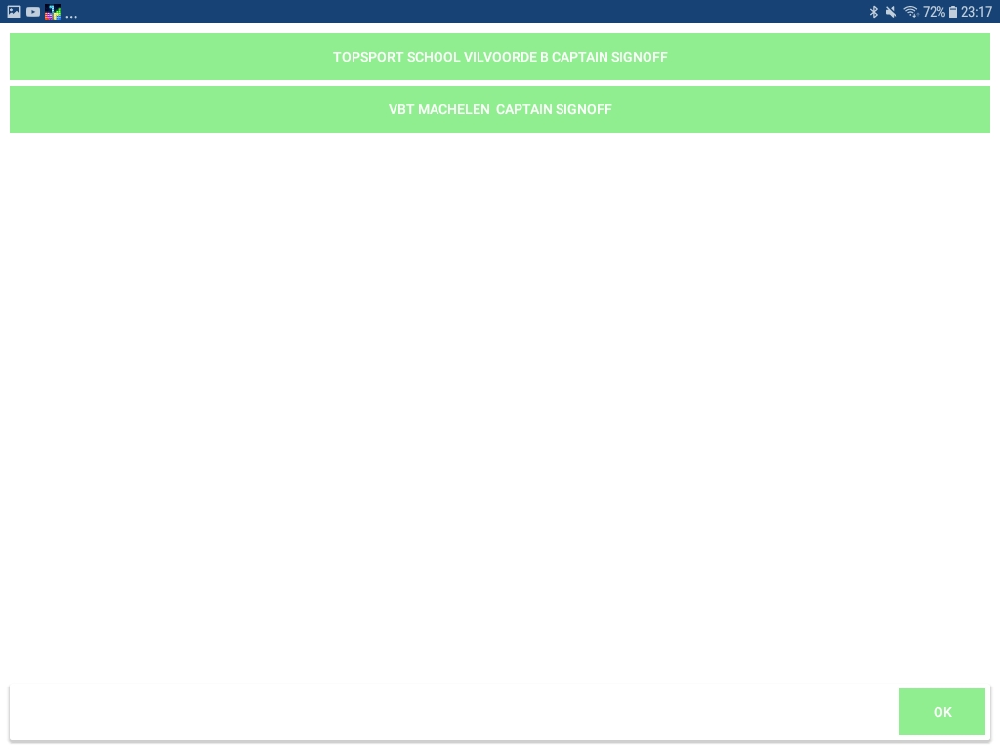 ... 72% 23:17
TOPSPORT SCHOOL VILVOORDE B CAPTAIN SIGNOFF
VBT MACHELEN  CAPTAIN SIGNOFF
OK